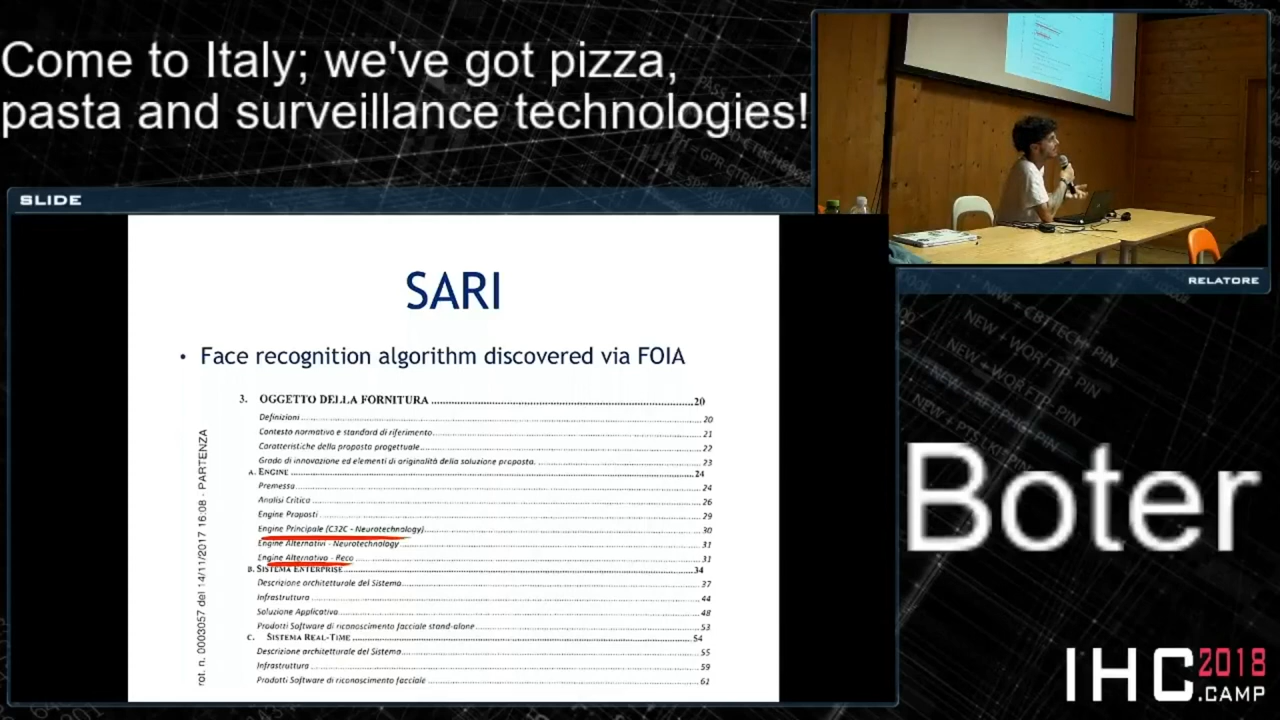 Come to Italy; we've got pizza,
pasta and surveillance technologies!
SLIDE
SARI
• Face recognition algorithm discovered via FOIA
3. OGGETTO DELLA FORNITURA 20
Definizioni 20
Contesto normativo e standard di riferimento 21
Caratteristiche della proposta progettuale 22
Grado di innovazione ed elementi di originalità della soluzione proposta. 23
A. ENGINE 24
Premessa 24
Analisi Critica 26
Engine Proposti 29
Engine Principale (C32C - Neurotechnology) 30
Engine Alternativi - Neurotechnology 31
Engine Alternativo - Reco 31
B. SISTEMA ENTERPRISE 34
Descrizione architetturale del Sistema 37
Infrastruttura 44
Soluzione Applicativa 48
Prodotti Software di riconoscimento facciale stand-alone 53
C. SISTEMA REAL-TIME 54
Descrizione architetturale del Sistema 55
Infrastruttura 59
Prodotti Software di riconoscimento facciale 61
rot. n. 0003057 del 14/11/2017 16:08 - PARTENZA
RELATORE
Boter
IHC 2018
.CAMP